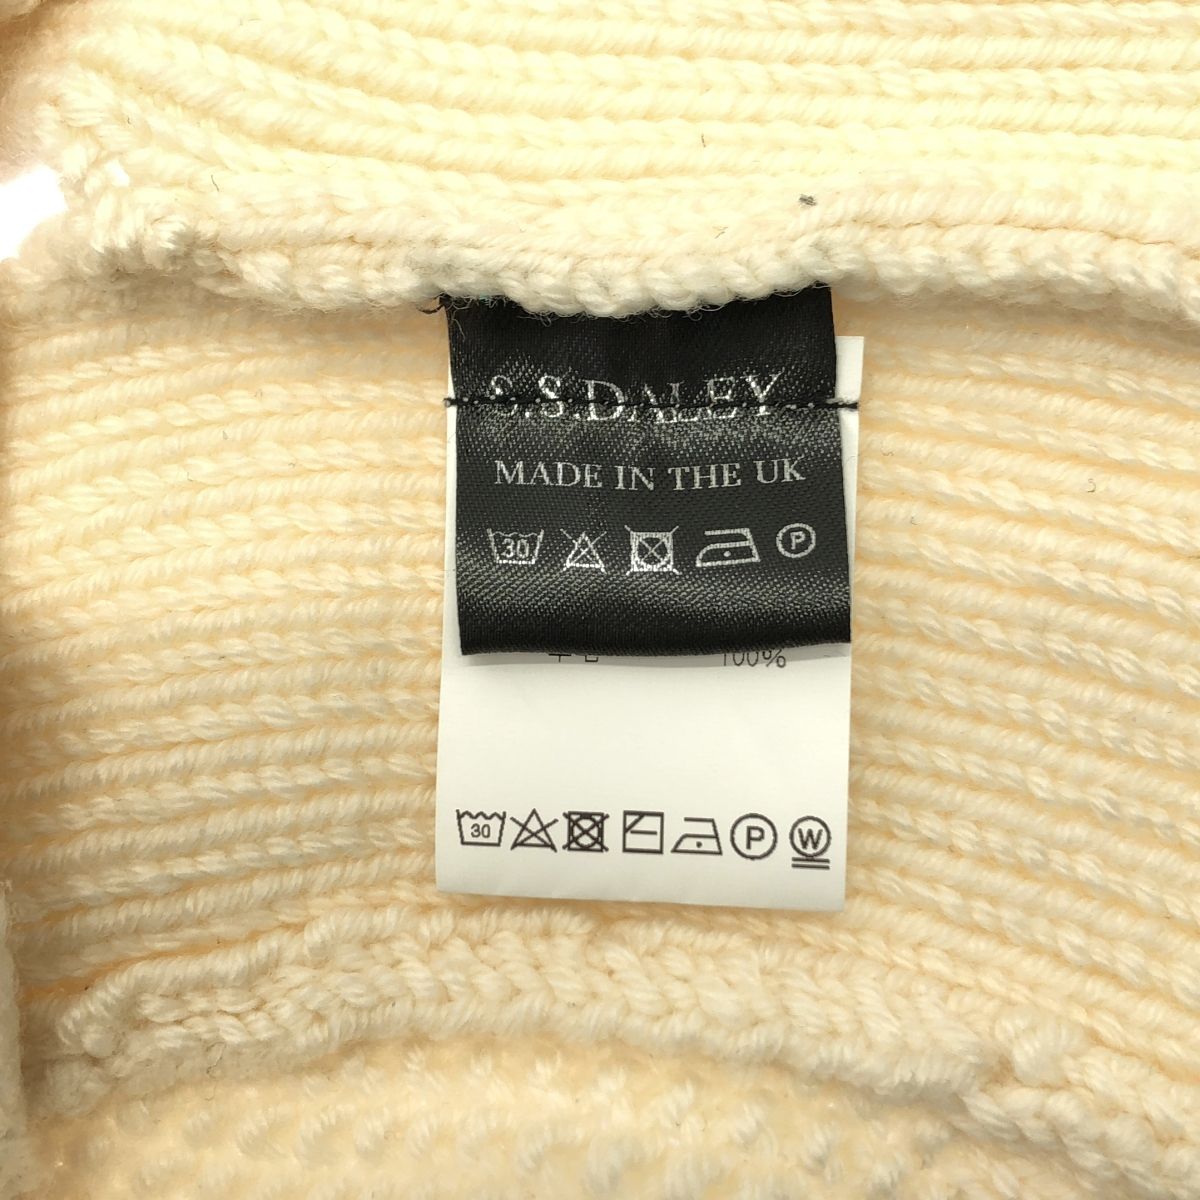 S.S.DALEY
MADE IN THE UK
30 P
100%
30 P W